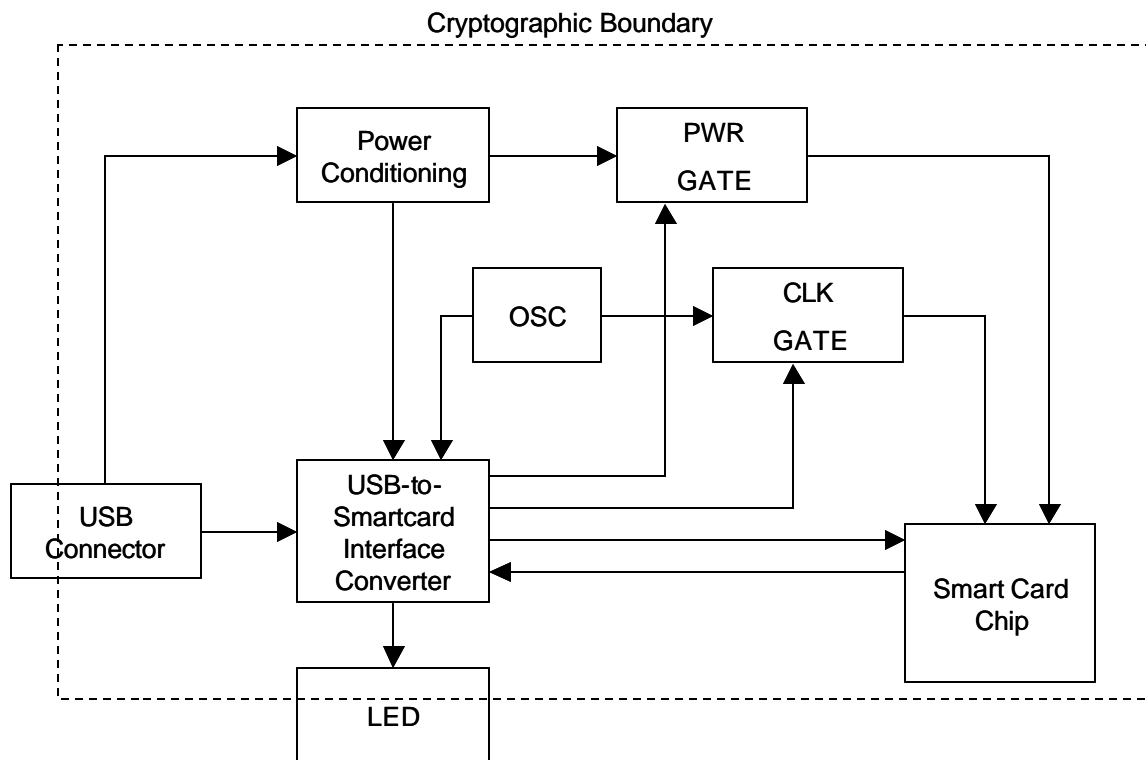 Cryptographic Boundary
Power
Conditioning
PWR
GATE
OSC
CLK
GATE
USB
Connector
USB-to-
Smartcard
Interface
Converter
Smart Card
Chip
LED